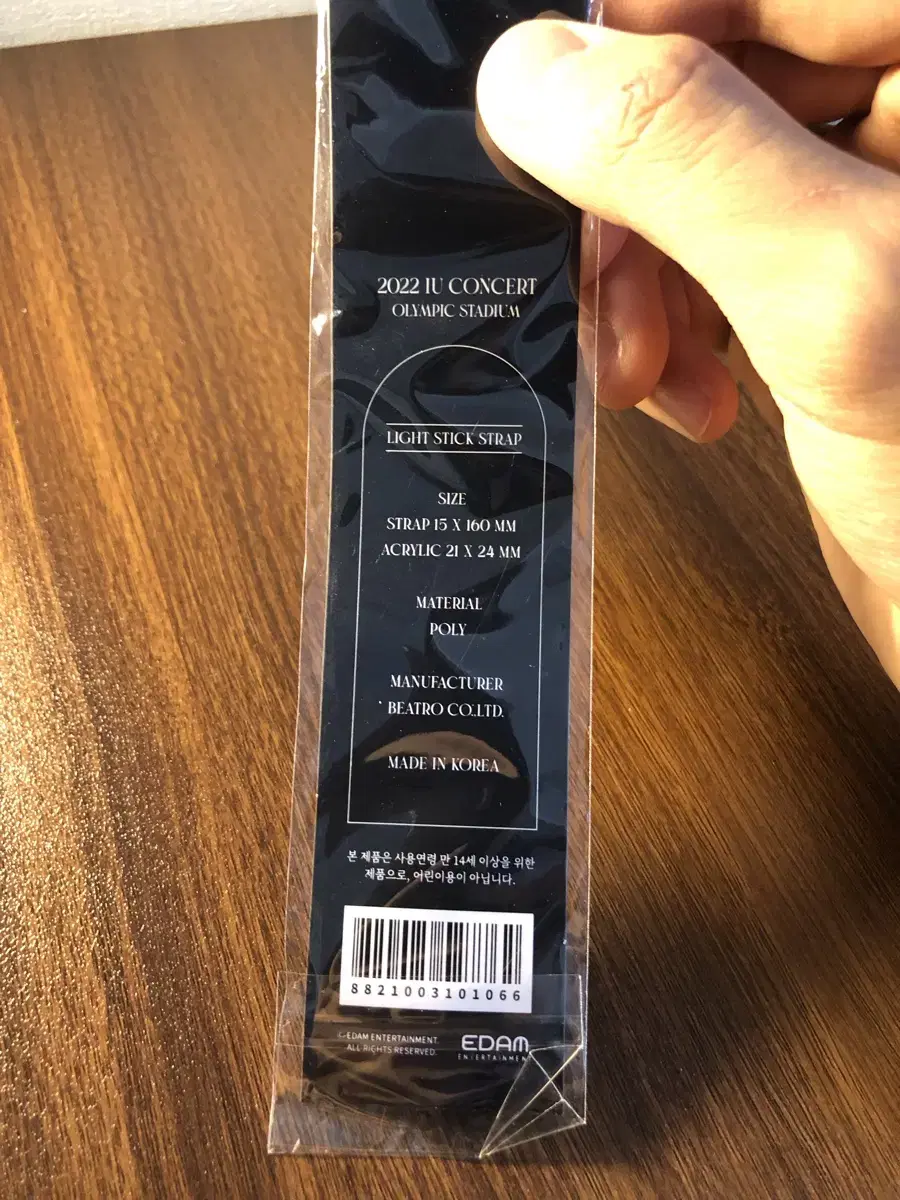 2022 IU CONCERT
OLYMPIC STADIUM
LIGHT STICK STRAP
SIZE
STRAP 15 X 160 MM
ACRYLIC 21 X 24 MM
MATERIAL
POLY
MANUFACTURER
BEATRO CO.LTD.
MADE IN KOREA
본 제품은 사용연령 만 14세 이상을 위한
제품으로, 어린이용이 아닙니다.
8821003101066
© EDAM ENTERTAINMENT.
ALL RIGHTS RESERVED.
EDAM
ENTERTAINMENT